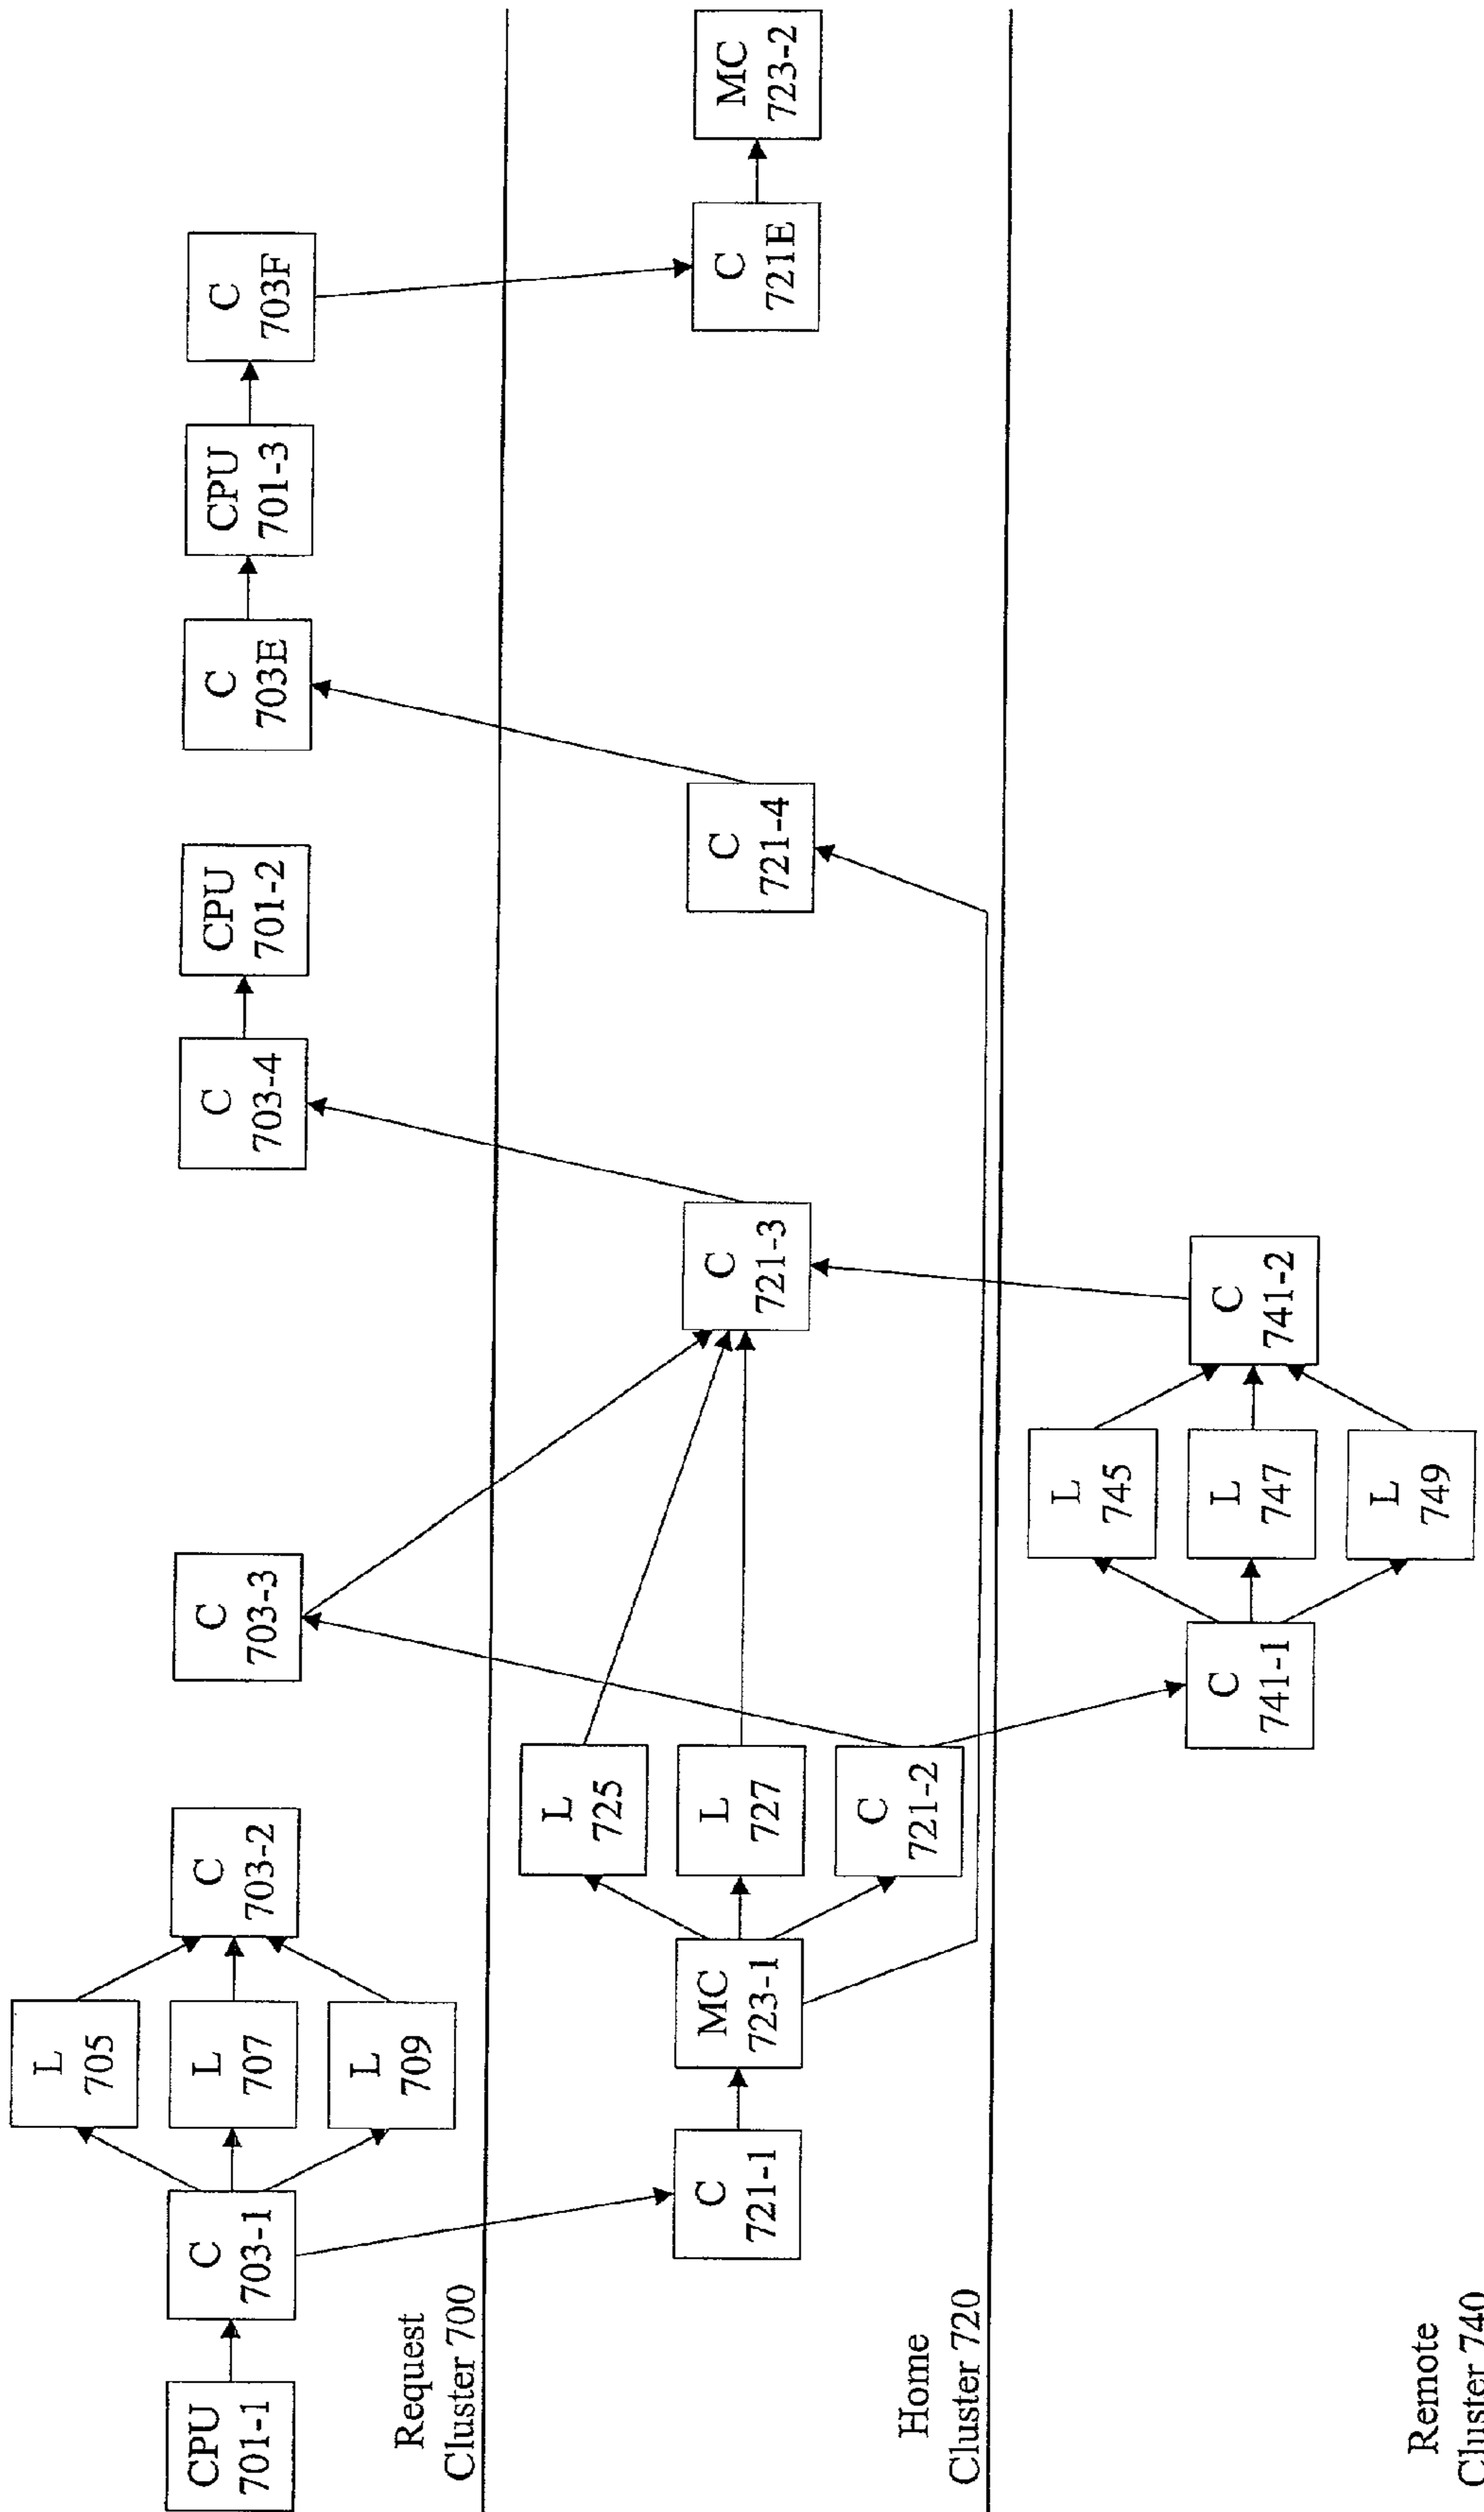 CPU
701-1
C
703-1
L
705
L
707
L
709
C
703-2
C
703-3
C
703-4
CPU
701-2
C
703E
CPU
701-3
C
703F
Request
Cluster 700
C
721-1
MC
723-1
L
725
L
727
C
721-2
C
721-3
C
721-4
C
721E
MC
723-2
Home
Cluster 720
C
741-1
L
745
L
747
L
749
C
741-2
Remote
Cluster 740